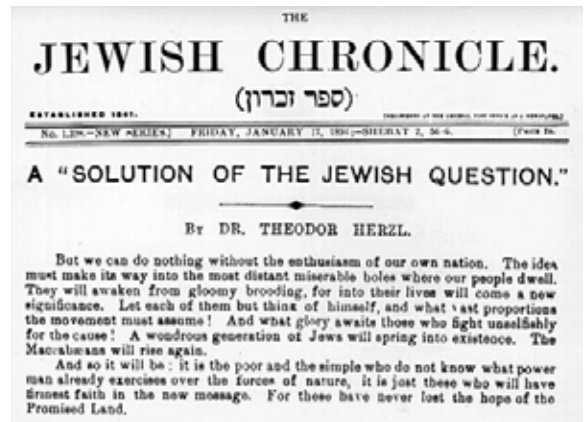 THE
JEWISH CHRONICLE.
(ספר זכרון)
ESTABLISHED 1841.
No. 1,398.—NEW SERIES.] FRIDAY, JANUARY 17, 1896;—SHEBAT 2, 5656.
A "SOLUTION OF THE JEWISH QUESTION."
BY DR. THEODOR HERZL.
But we can do nothing without the enthusiasm of our own nation. The idea
must make its way into the most distant miserable holes where our people dwell.
They will awaken from gloomy brooding, for into their lives will come a new
significance. Let each of them but think of himself, and what vast proportions
the movement must assume! And what glory awaits those who fight unselfishly
for the cause! A wondrous generation of Jews will spring into existence. The
Maccabæans will rise again.
And so it will be: it is the poor and the simple who do not know what power
man already exercises over the forces of nature, it is just these who will have
firmest faith in the new message. For these have never lost the hope of the
Promised Land.